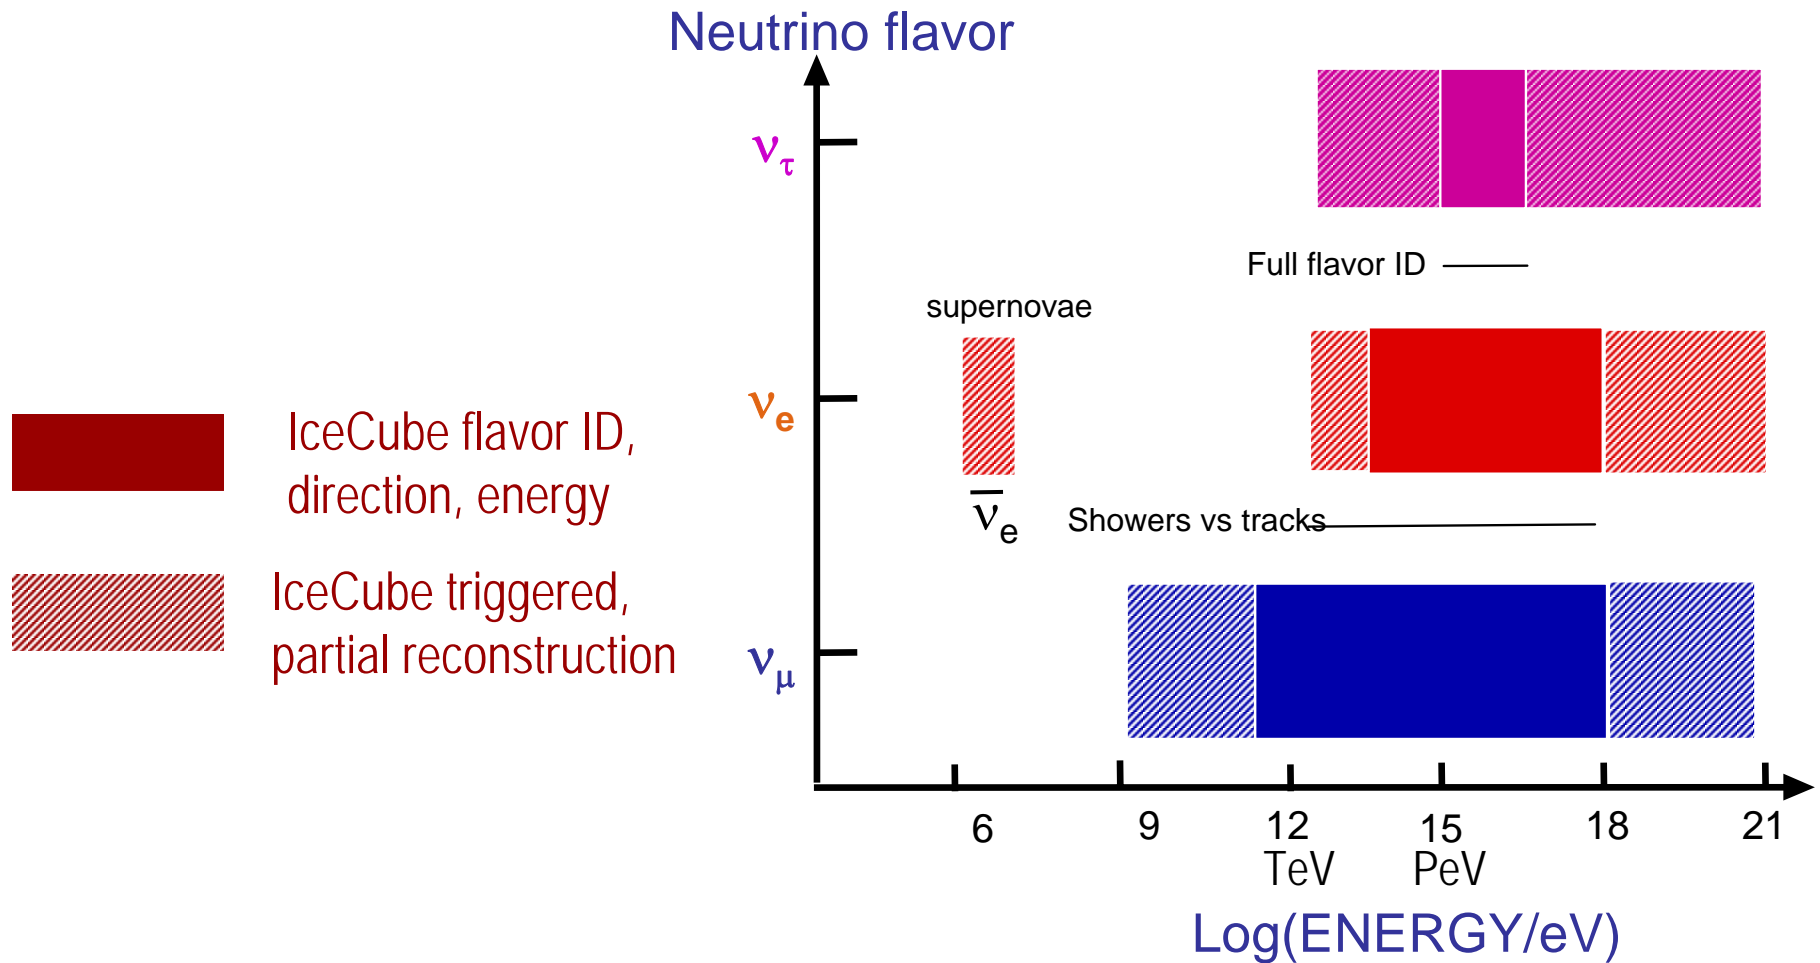 Neutrino flavor
ντ
Full flavor ID
supernovae
νe
IceCube flavor ID,
direction, energy
ν̅e
Showers vs tracks
IceCube triggered,
partial reconstruction
νμ
6 9 12 15 18 21
TeV PeV
Log(ENERGY/eV)